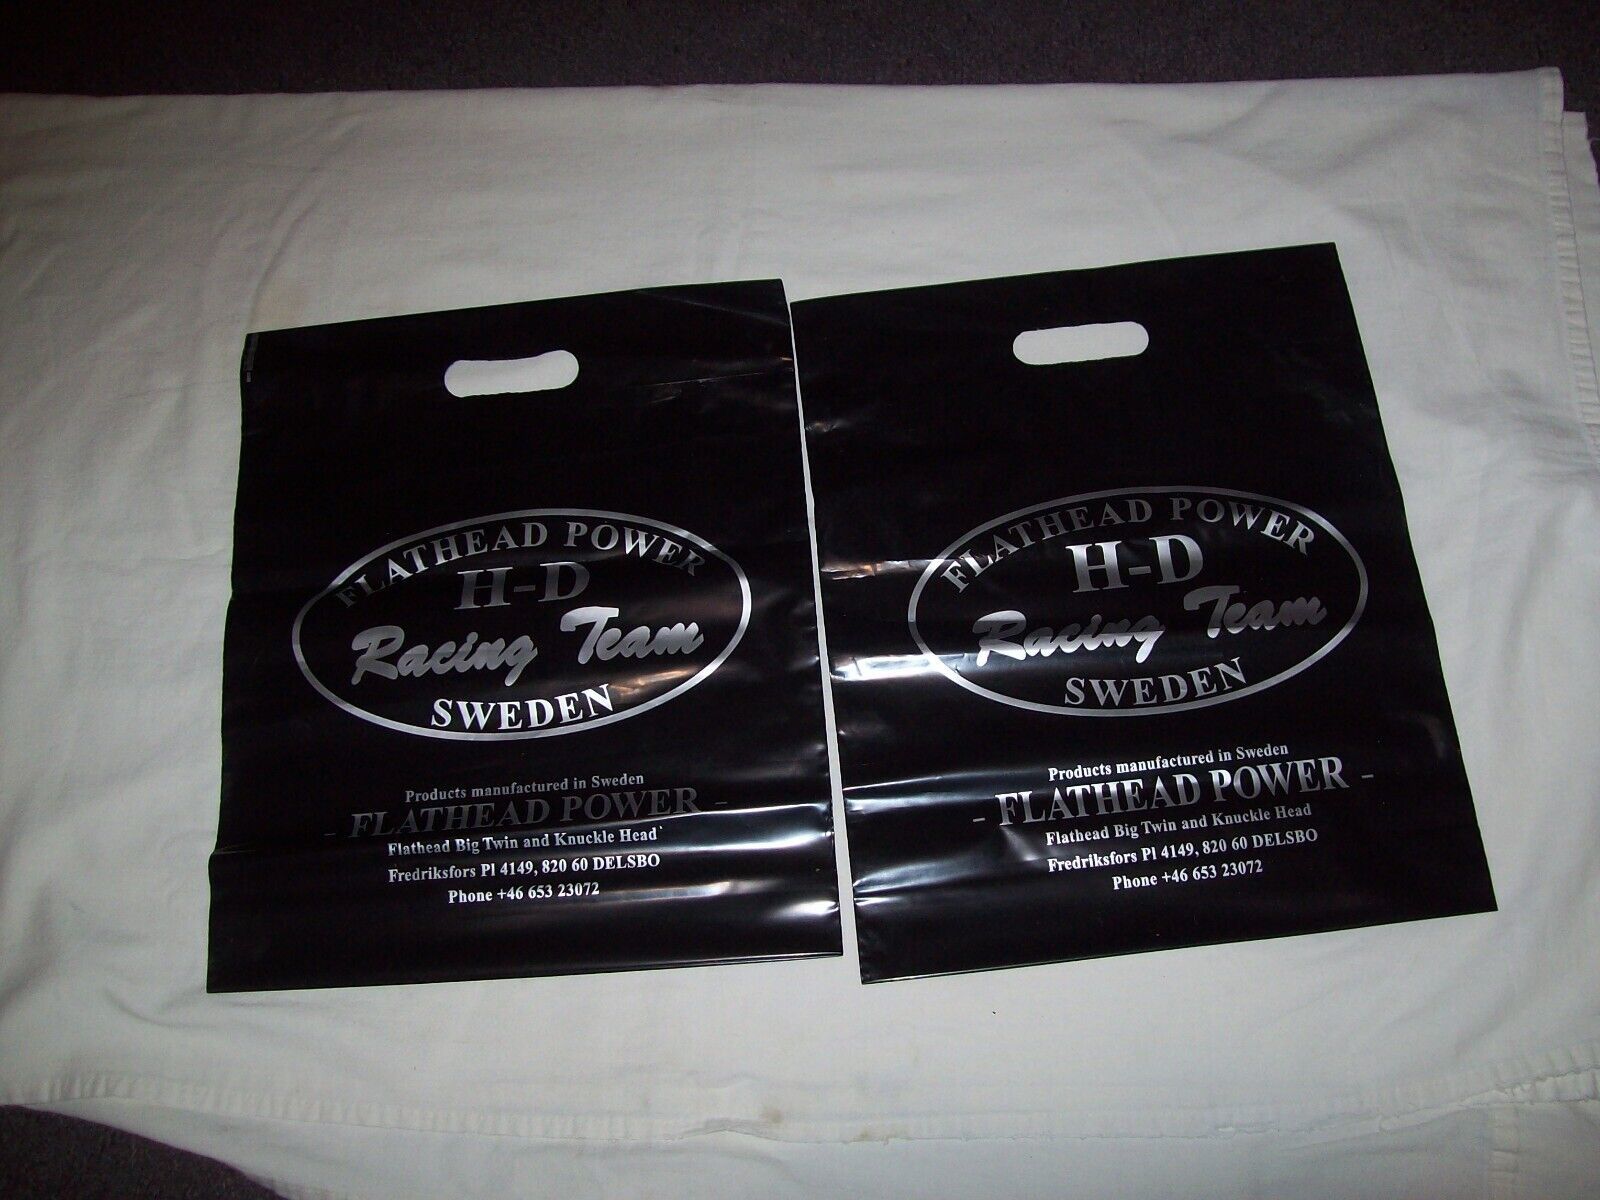 FLATHEAD POWER
H-D
Racing Team
SWEDEN
Products manufactured in Sweden
- FLATHEAD POWER -
Flathead Big Twin and Knuckle Head
Fredriksfors Pl 4149, 820 60 DELSBO
Phone +46 653 23072
FLATHEAD POWER
H-D
Racing Team
SWEDEN
Products manufactured in Sweden
- FLATHEAD POWER -
Flathead Big Twin and Knuckle Head
Fredriksfors Pl 4149, 820 60 DELSBO
Phone +46 653 23072